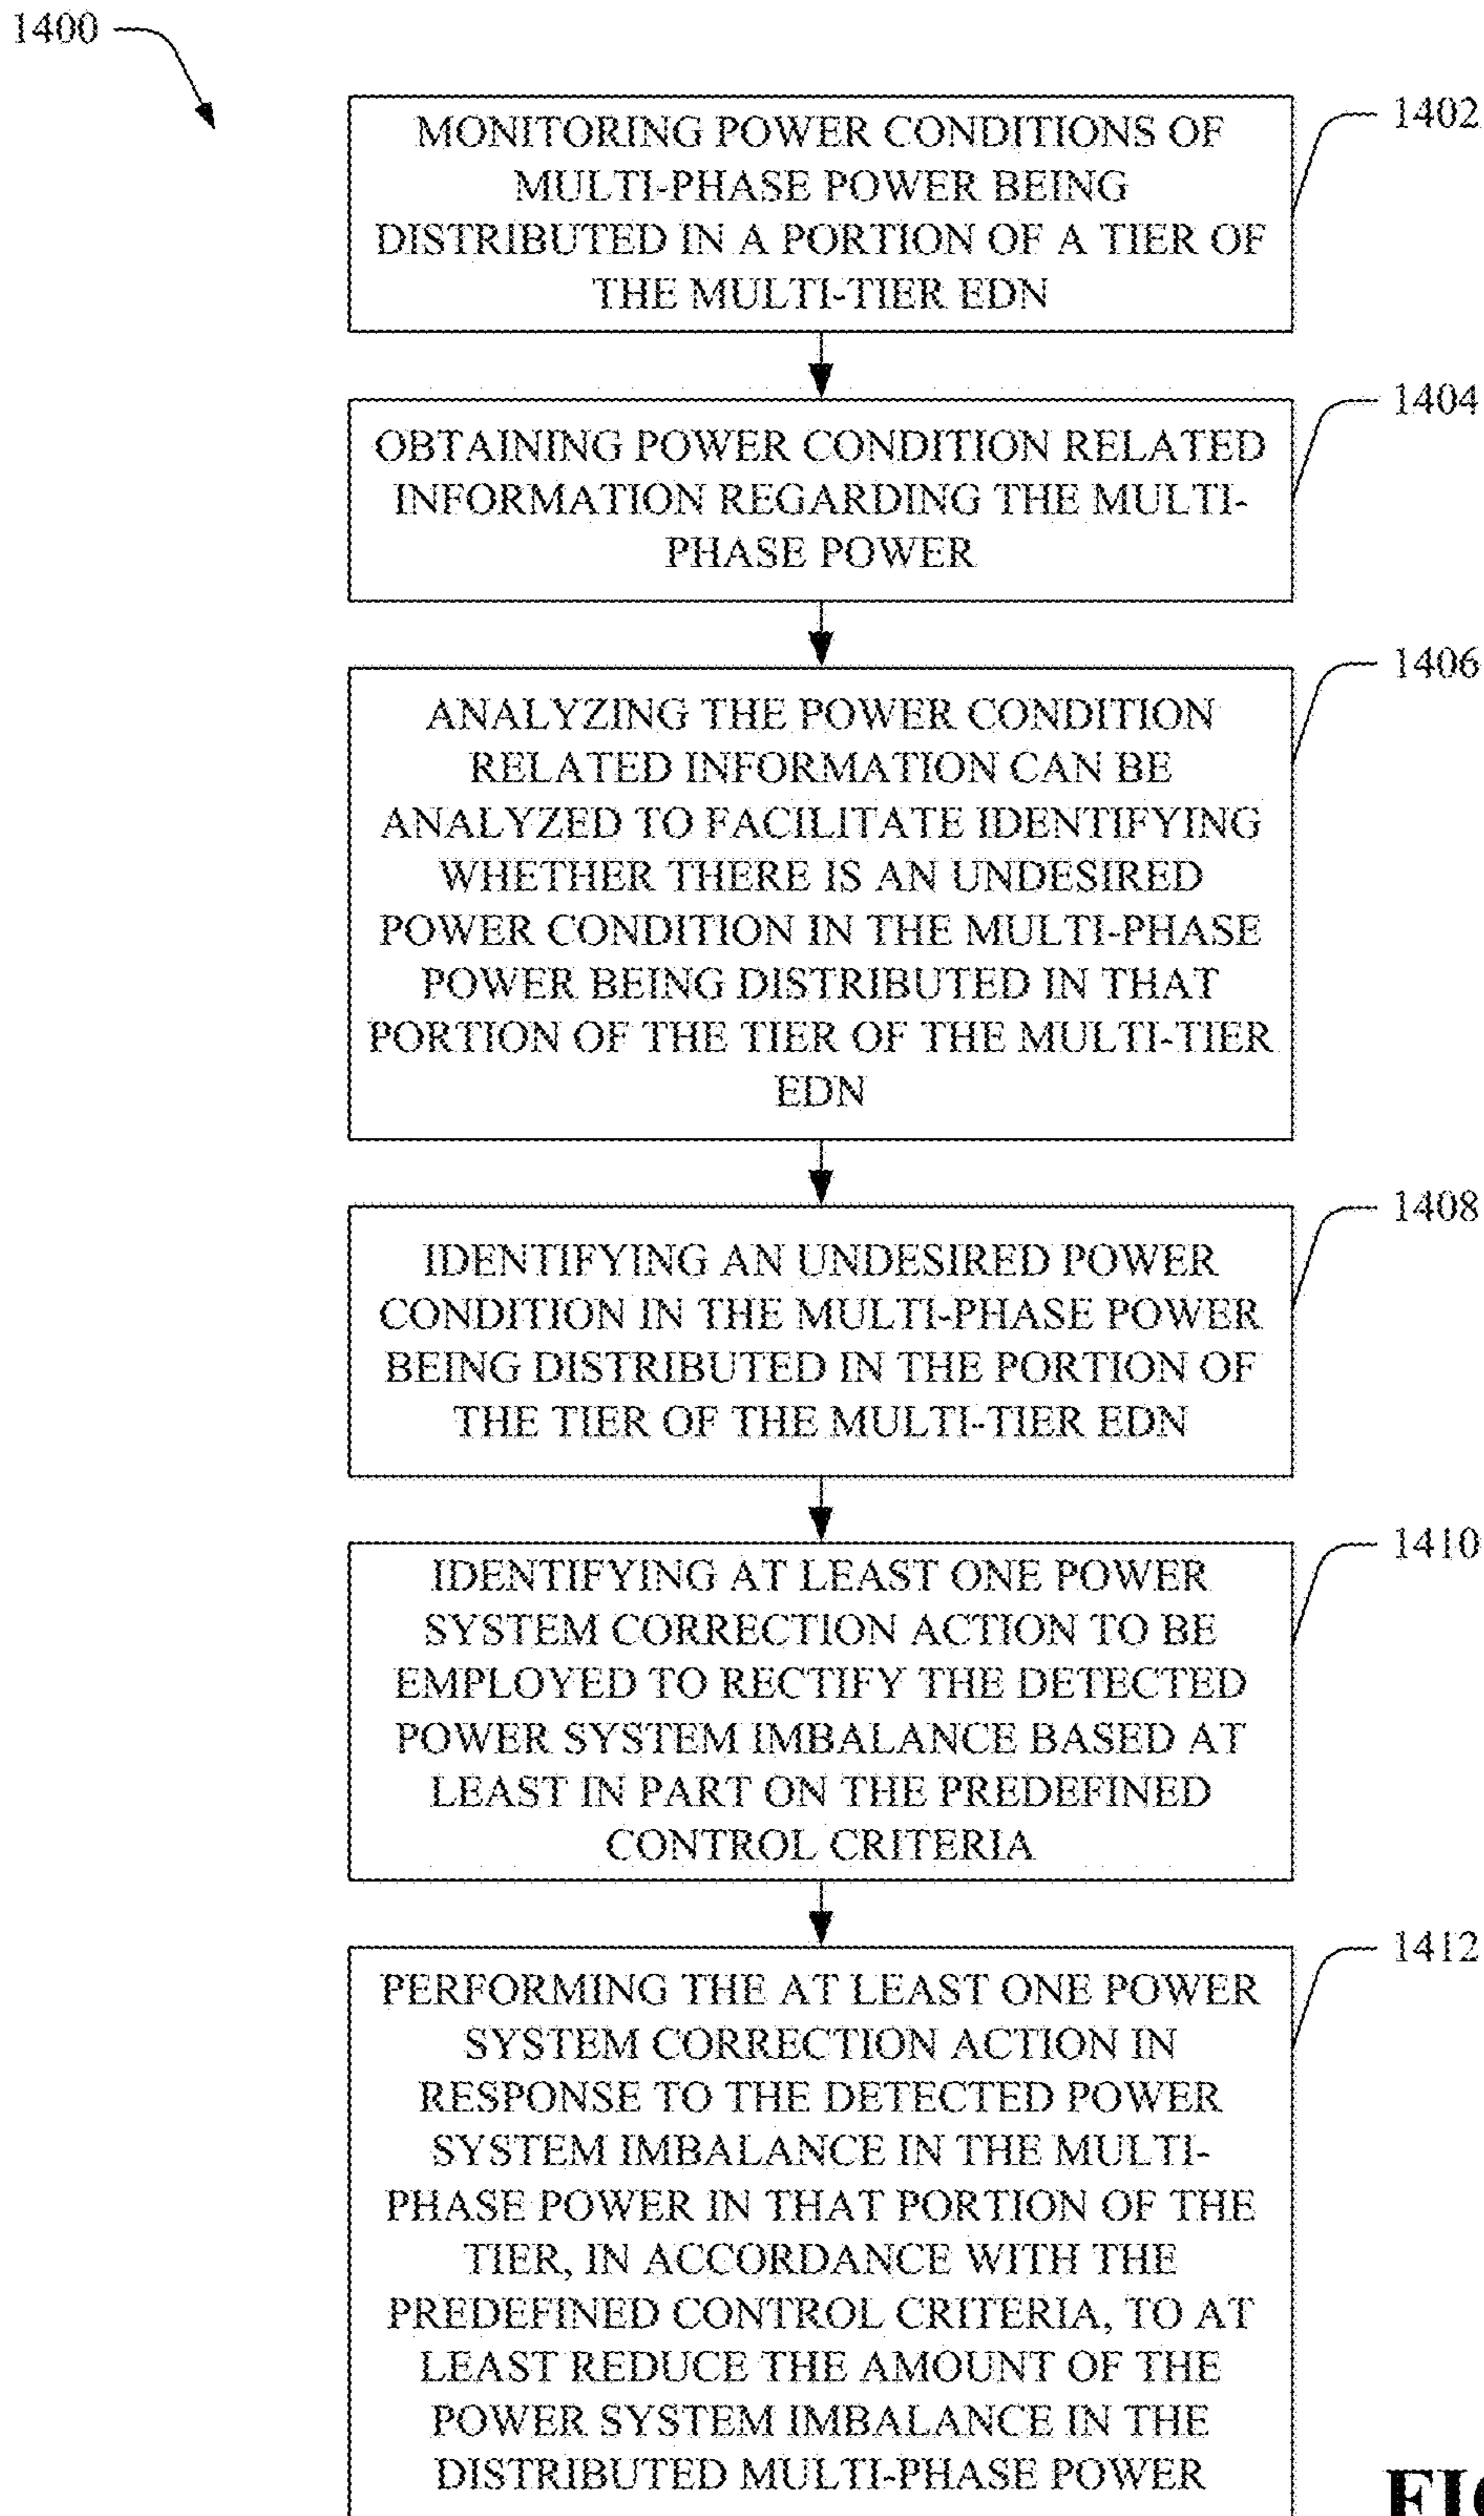 1400
MONITORING POWER CONDITIONS OF
MULTI-PHASE POWER BEING
DISTRIBUTED IN A PORTION OF A TIER OF
THE MULTI-TIER EDN
1402
OBTAINING POWER CONDITION RELATED
INFORMATION REGARDING THE MULTI-
PHASE POWER
1404
ANALYZING THE POWER CONDITION
RELATED INFORMATION CAN BE
ANALYZED TO FACILITATE IDENTIFYING
WHETHER THERE IS AN UNDESIRED
POWER CONDITION IN THE MULTI-PHASE
POWER BEING DISTRIBUTED IN THAT
PORTION OF THE TIER OF THE MULTI-TIER
EDN
1406
IDENTIFYING AN UNDESIRED POWER
CONDITION IN THE MULTI-PHASE POWER
BEING DISTRIBUTED IN THE PORTION OF
THE TIER OF THE MULTI-TIER EDN
1408
IDENTIFYING AT LEAST ONE POWER
SYSTEM CORRECTION ACTION TO BE
EMPLOYED TO RECTIFY THE DETECTED
POWER SYSTEM IMBALANCE BASED AT
LEAST IN PART ON THE PREDEFINED
CONTROL CRITERIA
1410
PERFORMING THE AT LEAST ONE POWER
SYSTEM CORRECTION ACTION IN
RESPONSE TO THE DETECTED POWER
SYSTEM IMBALANCE IN THE MULTI-
PHASE POWER IN THAT PORTION OF THE
TIER, IN ACCORDANCE WITH THE
PREDEFINED CONTROL CRITERIA, TO AT
LEAST REDUCE THE AMOUNT OF THE
POWER SYSTEM IMBALANCE IN THE
DISTRIBUTED MULTI-PHASE POWER
1412